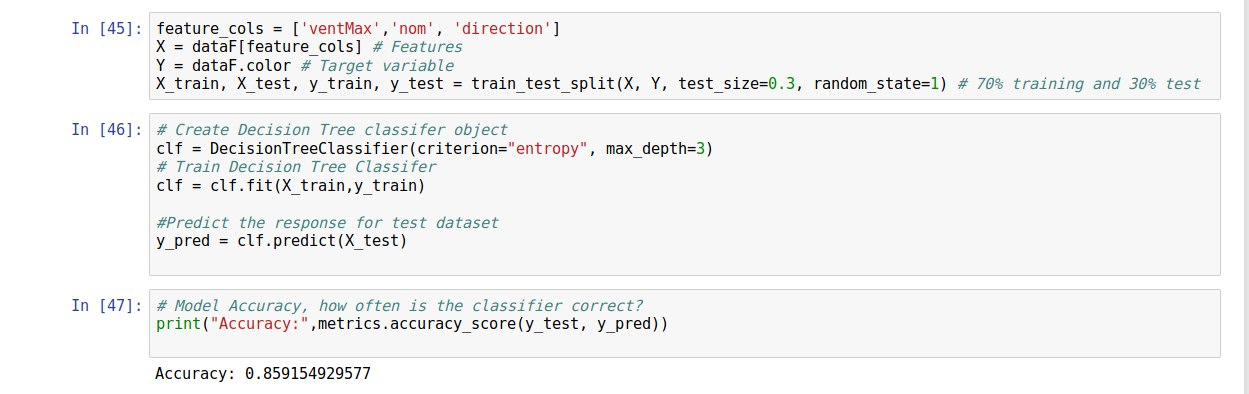 In [45]: feature_cols = ['ventMax','nom', 'direction']
X = dataF[feature_cols] # Features
Y = dataF.color # Target variable
X_train, X_test, y_train, y_test = train_test_split(X, Y, test_size=0.3, random_state=1) # 70% training and 30% test
In [46]: # Create Decision Tree classifer object
clf = DecisionTreeClassifier(criterion="entropy", max_depth=3)
# Train Decision Tree Classifer
clf = clf.fit(X_train,y_train)
#Predict the response for test dataset
y_pred = clf.predict(X_test)
In [47]: # Model Accuracy, how often is the classifier correct?
print("Accuracy:",metrics.accuracy_score(y_test, y_pred))
Accuracy: 0.859154929577